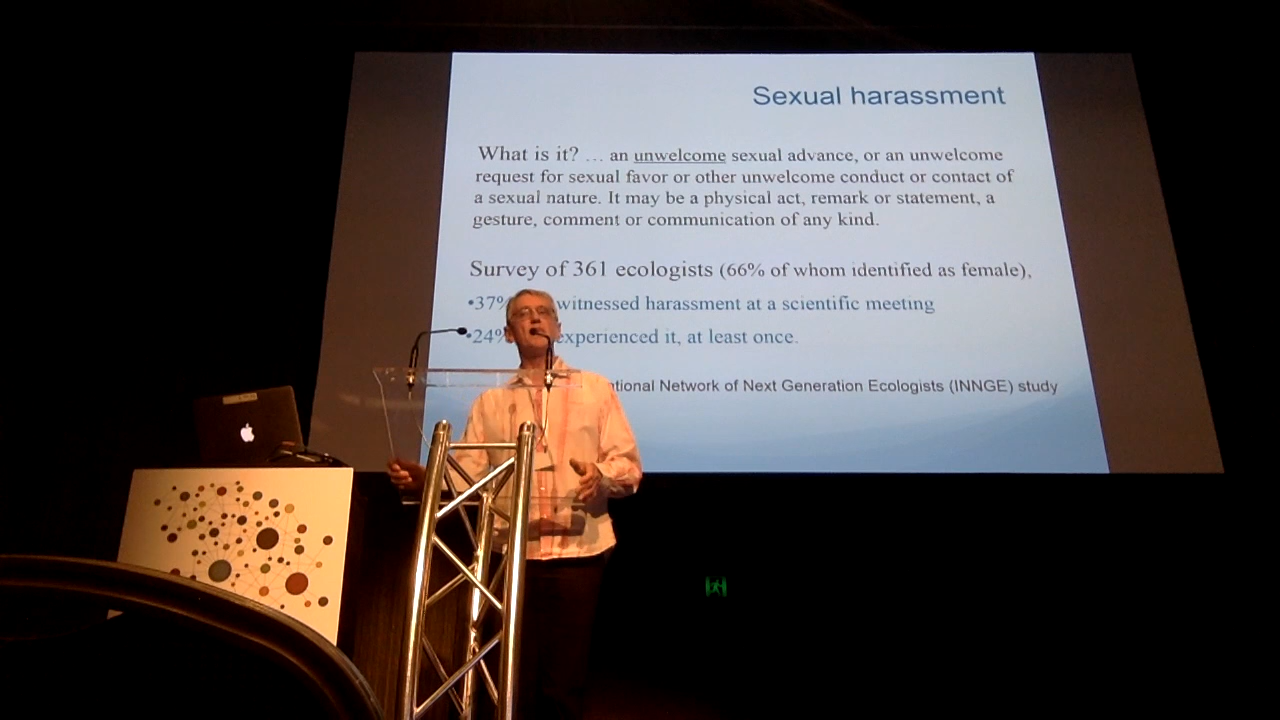 Sexual harassment
What is it? ... an unwelcome sexual advance, or an unwelcome
request for sexual favor or other unwelcome conduct or contact of
a sexual nature. It may be a physical act, remark or statement, a
gesture, comment or communication of any kind.
Survey of 361 ecologists (66% of whom identified as female),
•37% witnessed harassment at a scientific meeting
•24% experienced it, at least once.
Network of Next Generation Ecologists (INNGE) study